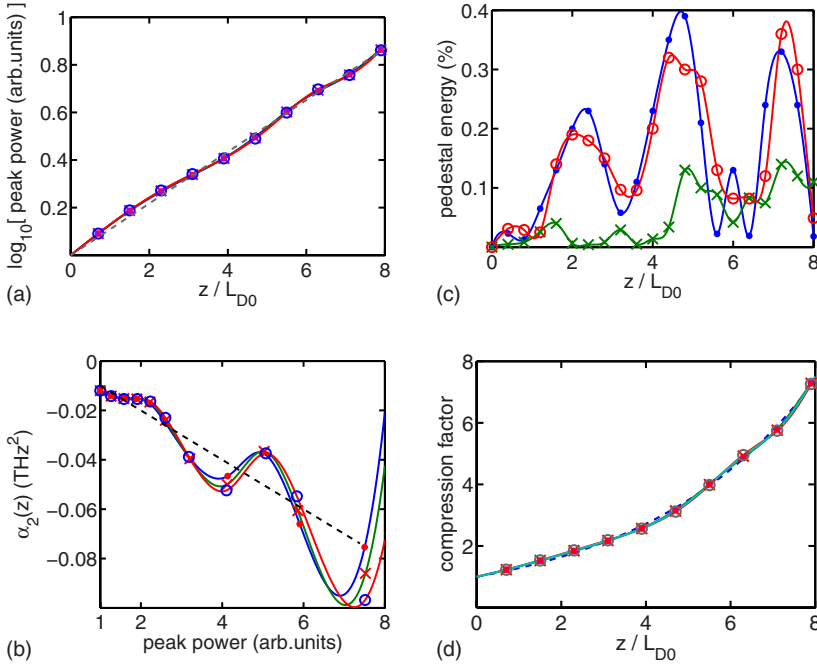 log10[ peak power (arb.units) ]
1
0.8
0.6
0.4
0.2
0 2 4 6 8
z / LD0
(a)
pedestal energy (%)
0.4
0.3
0.2
0.1
0
0 2 4 6 8
z / LD0
(c)
α2(z) (THz²)
0
−0.02
−0.04
−0.06
−0.08
1 2 4 6 8
peak power (arb.units)
(b)
compression factor
8
6
4
2
0 2 4 6 8
z / LD0
(d)